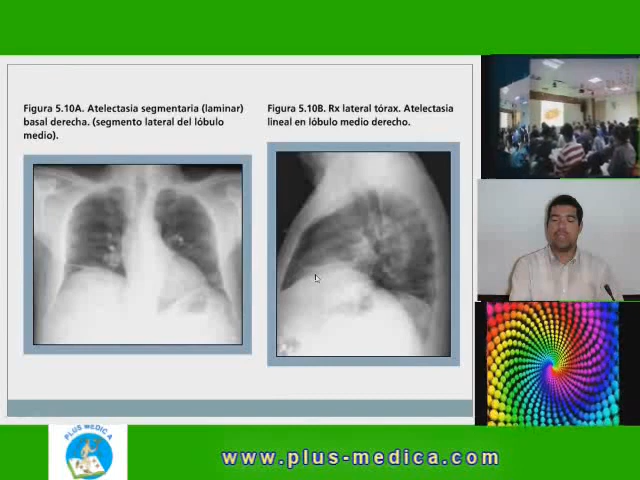 Figura 5.10A. Atelectasia segmentaria (laminar)
basal derecha. (segmento lateral del lóbulo
medio).
Figura 5.10B. Rx lateral tórax. Atelectasia
lineal en lóbulo medio derecho.
PLUS MEDICA
www.plus-medica.com